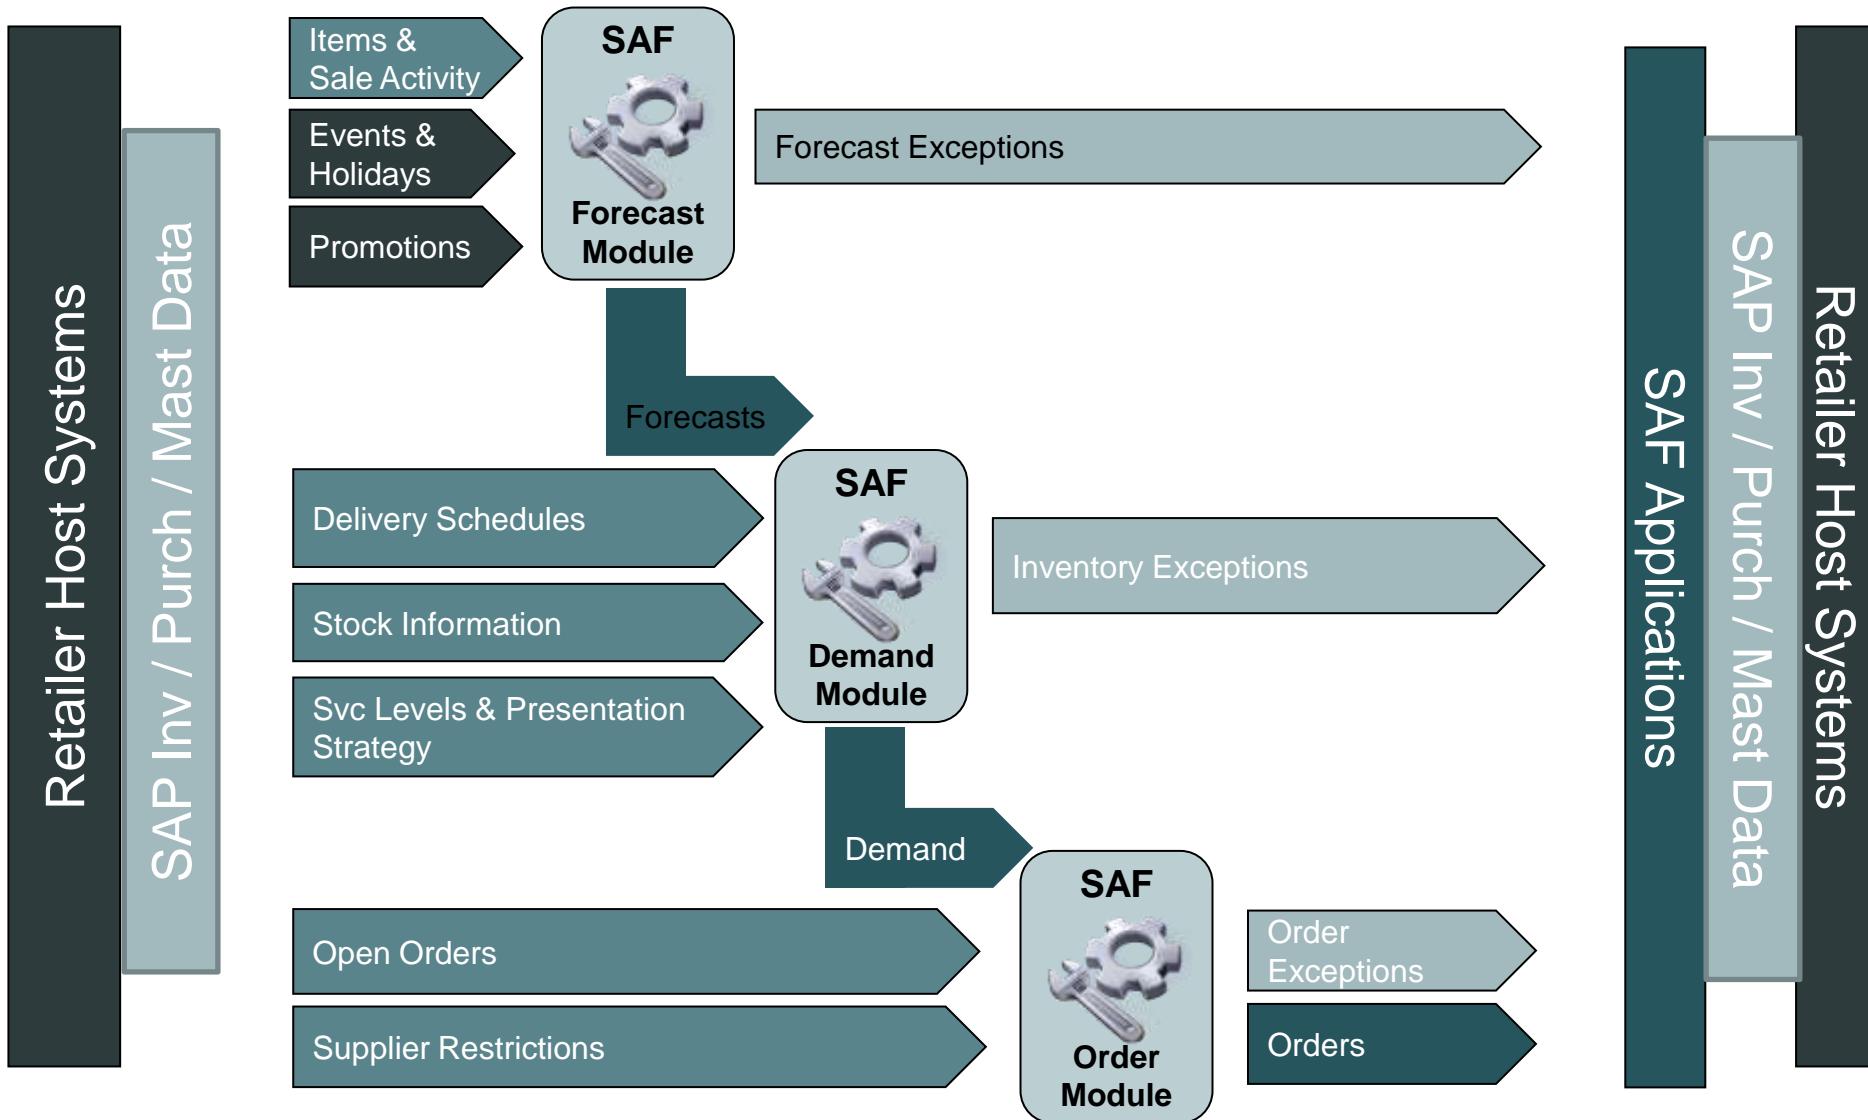 Retailer Host Systems
SAP Inv / Purch / Mast Data
Items &
Sale Activity
Events &
Holidays
Promotions
SAF
Forecast
Module
Forecast Exceptions
Forecasts
Delivery Schedules
Stock Information
Svc Levels & Presentation
Strategy
SAF
Demand
Module
Inventory Exceptions
Demand
Open Orders
Supplier Restrictions
SAF
Order
Module
Order
Exceptions
Orders
SAF Applications
SAP Inv / Purch / Mast Data
Retailer Host Systems